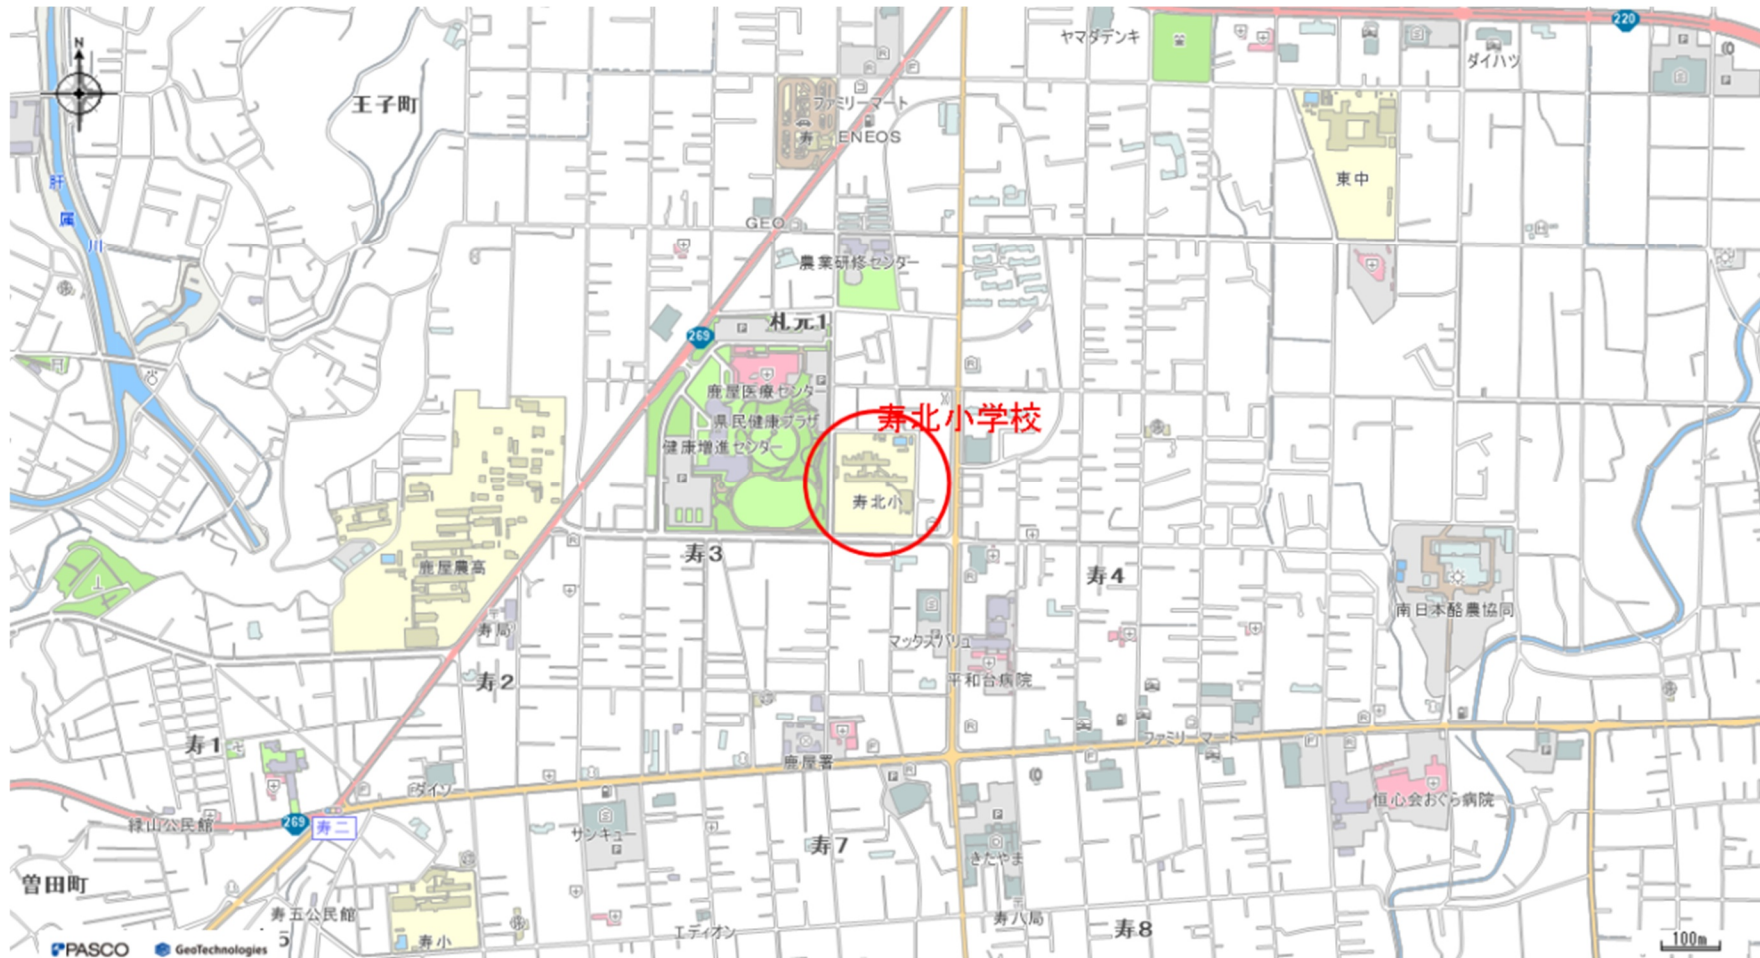 220
ヤマダデンキ
ダイハツ
N
王子町
ファミリーマート
寿
ENEOS
東中
肝
属
川
GEO
農業研修センター
札元1
269
鹿屋医療センター
県民健康プラザ
健康増進センター
寿北小学校
寿北小
寿3
寿4
鹿屋農高
南日本酪農協同
寿局
マックスバリュ
平和台病院
寿2
寿1
ファミリーマート
鹿屋署
ダイソー
恒心会おぐら病院
緑山公民館
269
寿二
サンキュー
寿7
きたやま
曽田町
寿五公民館
寿八局
エディオン
寿8
寿小
5
PASCO
GeoTechnologies
100m